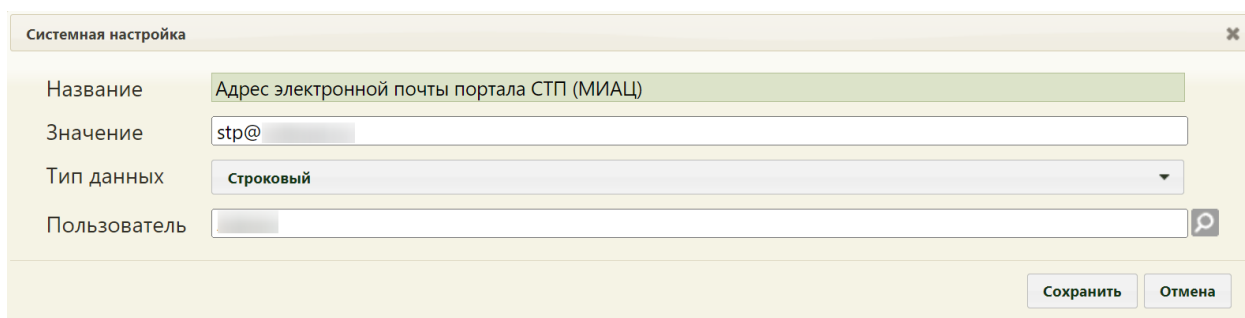 Системная настройка
Название Адрес электронной почты портала СТП (МИАЦ)
Значение stp@
Тип данных Строковый
Пользователь
Сохранить Отмена